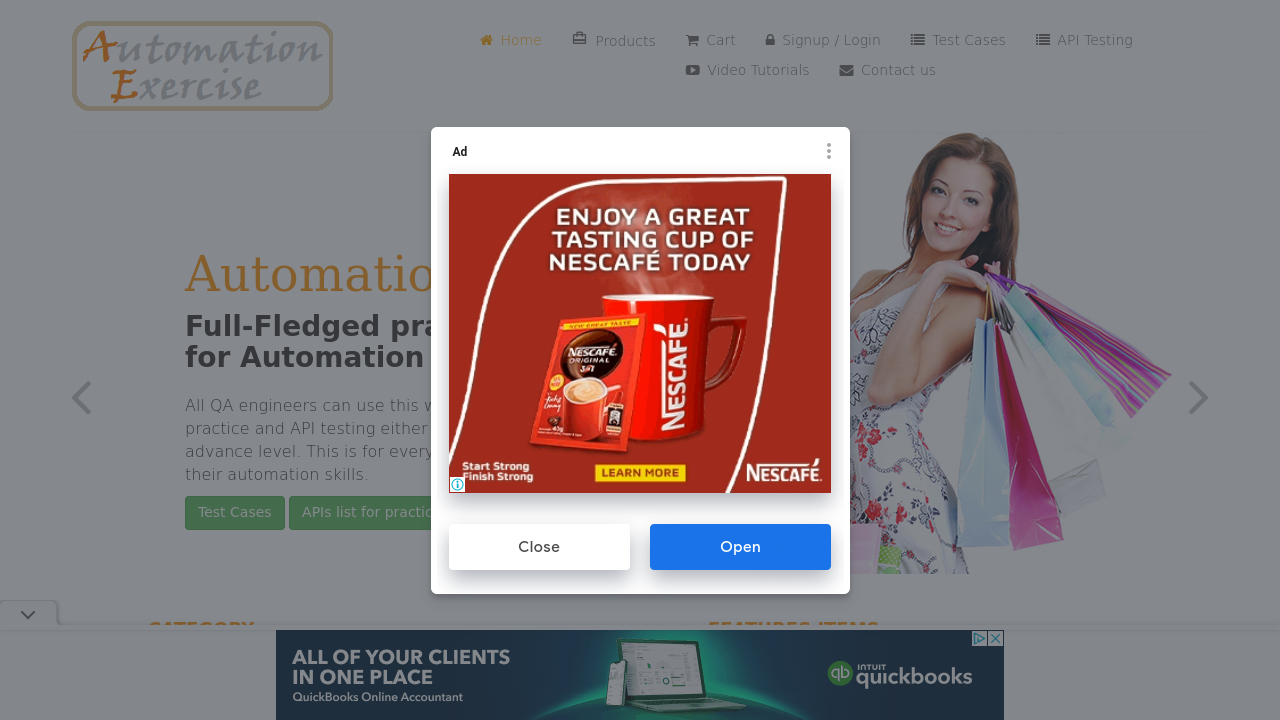 Automation
Exercise
Home
Products
Cart
Signup / Login
Test Cases
API Testing
Video Tutorials
Contact us
Ad
ENJOY A GREAT
TASTING CUP OF
NESCAFÉ TODAY
NEW GREAT TASTE
NESCAFÉ
ORIGINAL
3in1
NESCAFÉ.
Start Strong
Finish Strong
LEARN MORE
NESCAFÉ.
Close
Open
Automatio
Full-Fledged pra
for Automation
All QA engineers can use this w
practice and API testing either
advance level. This is for every
their automation skills.
Test Cases
APIs list for practic
CATEGORY
FEATURES ITEMS
ALL OF YOUR CLIENTS
IN ONE PLACE
QuickBooks Online Accountant
qb
INTUIT
quickbooks